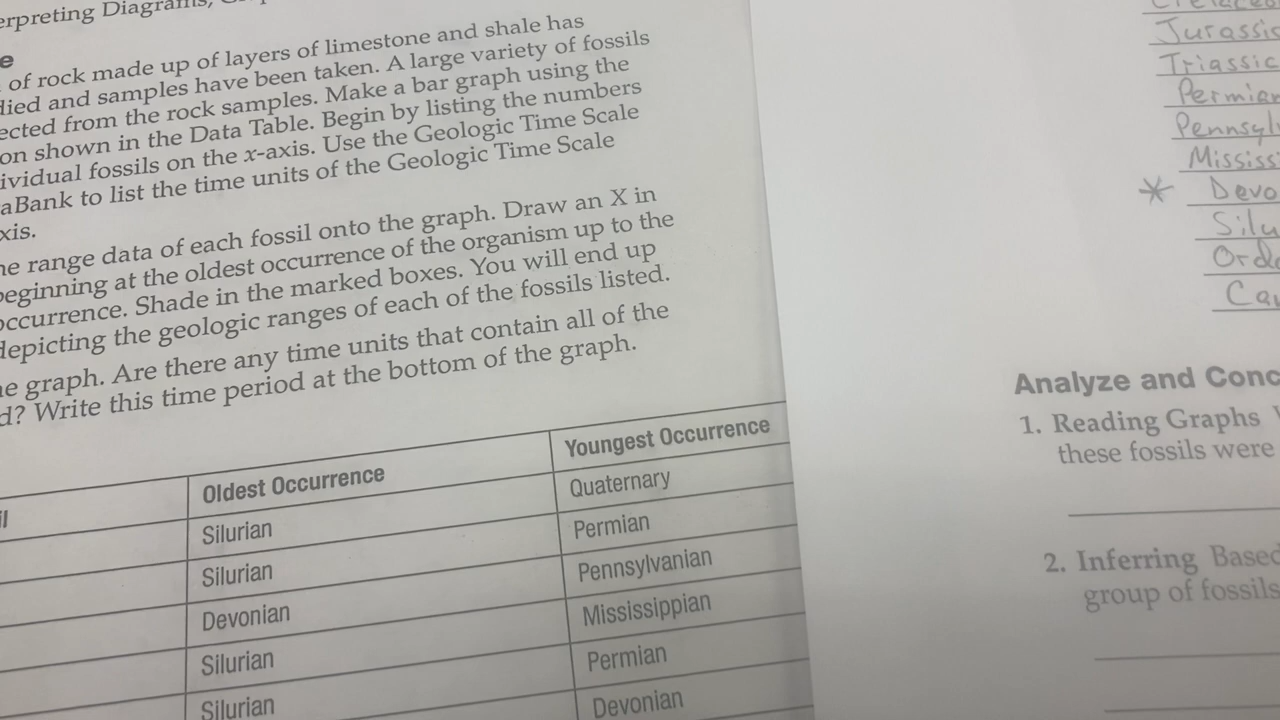 erpreting Diagrams,
e
of rock made up of layers of limestone and shale has
died and samples have been taken. A large variety of fossils
ected from the rock samples. Make a bar graph using the
on shown in the Data Table. Begin by listing the numbers
ividual fossils on the x-axis. Use the Geologic Time Scale
aBank to list the time units of the Geologic Time Scale
xis.
he range data of each fossil onto the graph. Draw an X in
beginning at the oldest occurrence of the organism up to the
occurrence. Shade in the marked boxes. You will end up
depicting the geologic ranges of each of the fossils listed.
he graph. Are there any time units that contain all of the
d? Write this time period at the bottom of the graph.
il Oldest Occurrence Youngest Occurrence
Silurian Quaternary
Silurian Permian
Devonian Pennsylvanian
Silurian Mississippian
Silurian Permian
Devonian
Jurassic
Triassic
Permian
Pennsyl
Mississ
* Devo
Silu
Ordo
Ca
Analyze and Conc
1. Reading Graphs
these fossils were
2. Inferring Based
group of fossils